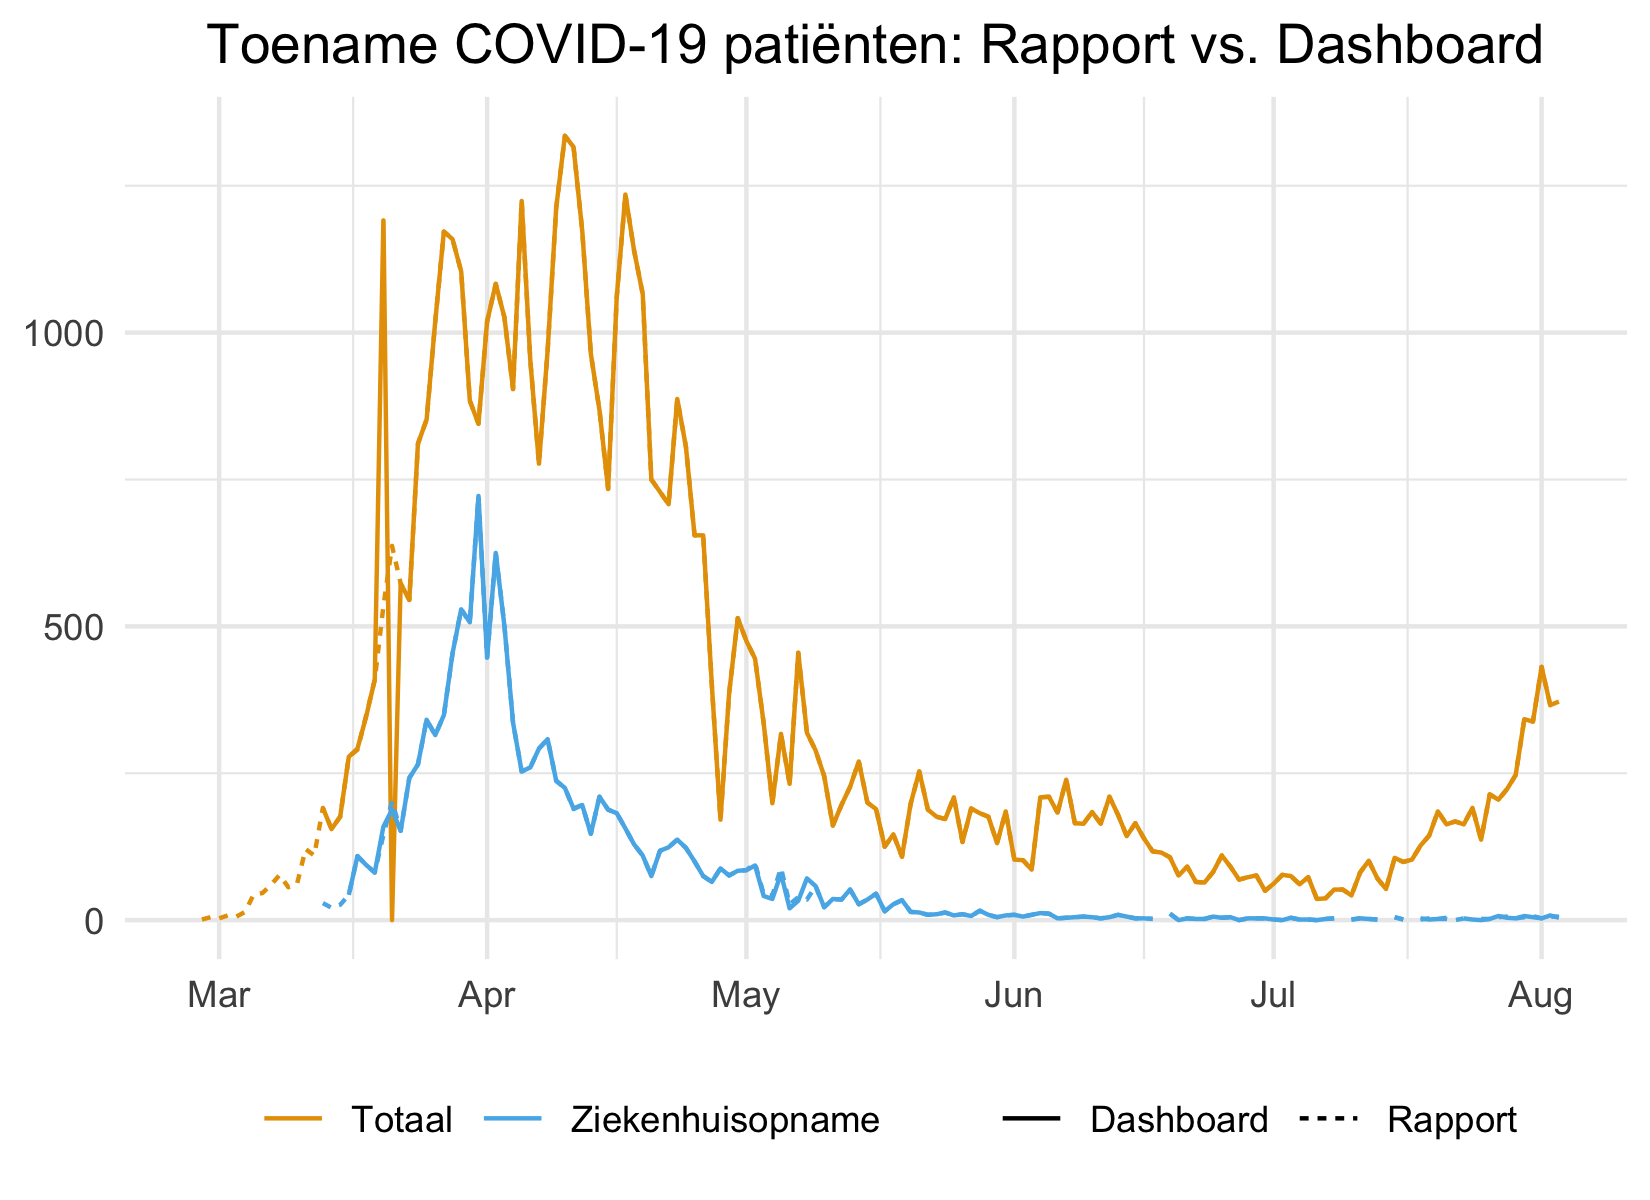 Toename COVID-19 patiënten: Rapport vs. Dashboard
1000
500
0
Mar Apr May Jun Jul Aug
Totaal Ziekenhuisopname Dashboard Rapport